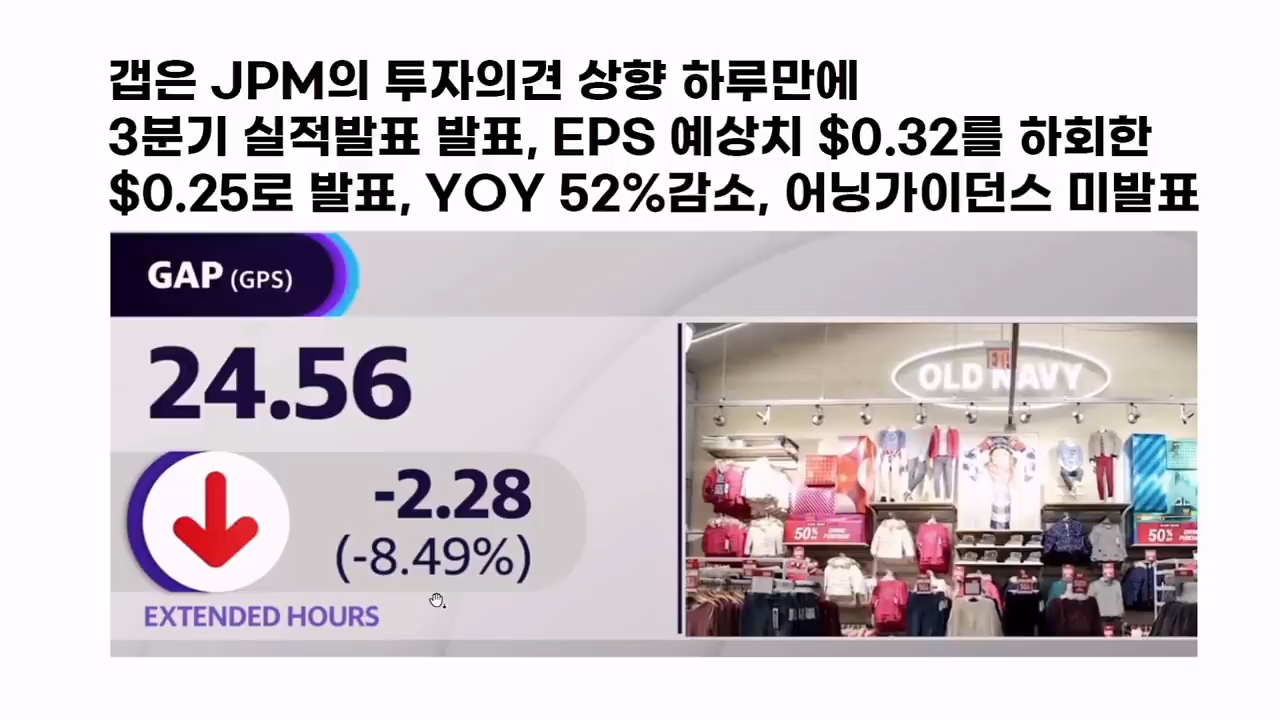 갭은 JPM의 투자의견 상향 하루만에
3분기 실적발표 발표, EPS 예상치 $0.32를 하회한
$0.25로 발표, YOY 52%감소, 어닝가이던스 미발표
GAP (GPS)
24.56
-2.28
(-8.49%)
EXTENDED HOURS
OLD NAVY
50%
50%